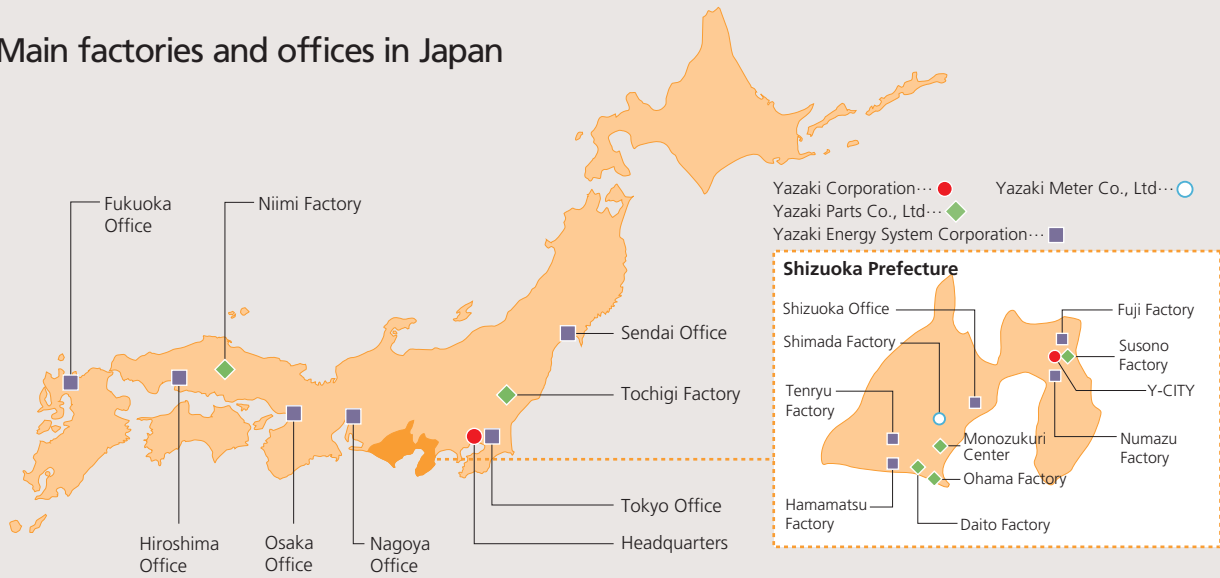 Main factories and offices in Japan
Fukuoka
Office
Niimi Factory
Yazaki Corporation···
Yazaki Meter Co., Ltd···
Yazaki Parts Co., Ltd···
Yazaki Energy System Corporation···
Sendai Office
Tochigi Factory
Tokyo Office
Headquarters
Hiroshima
Office
Osaka
Office
Nagoya
Office
Shizuoka Prefecture
Shizuoka Office
Shimada Factory
Tenryu
Factory
Hamamatsu
Factory
Fuji Factory
Susono
Factory
Y-CITY
Numazu
Factory
Monozukuri
Center
Ohama Factory
Daito Factory